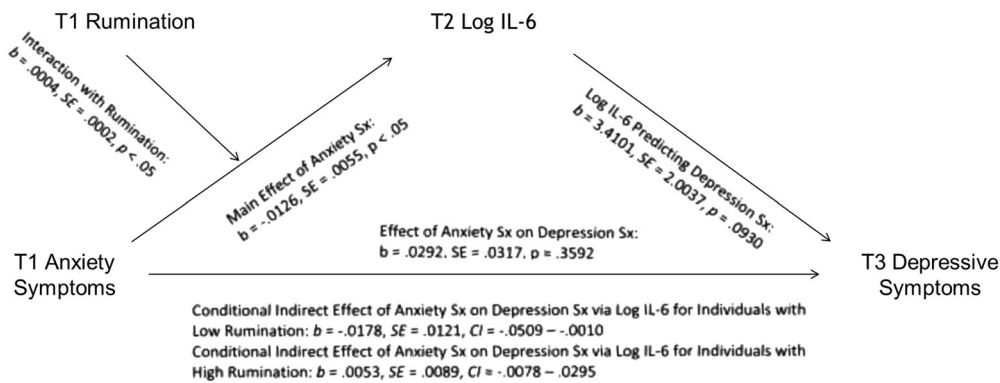 T1 Rumination
T2 Log IL-6
Interaction with Rumination:
b = .0004, SE = .0002, p < .05
Main Effect of Anxiety Sx:
b = -.0126, SE = .0055, p < .05
Log IL-6 Predicting Depression Sx:
b = 3.4101, SE = 2.0037, p = .0930
Effect of Anxiety Sx on Depression Sx:
b = .0292. SE = .0317. p = .3592
T1 Anxiety
Symptoms
T3 Depressive
Symptoms
Conditional Indirect Effect of Anxiety Sx on Depression Sx via Log IL-6 for Individuals with
Low Rumination: b = -.0178, SE = .0121, CI = -.0509 – -.0010
Conditional Indirect Effect of Anxiety Sx on Depression Sx via Log IL-6 for Individuals with
High Rumination: b = .0053, SE = .0089, CI = -.0078 – .0295